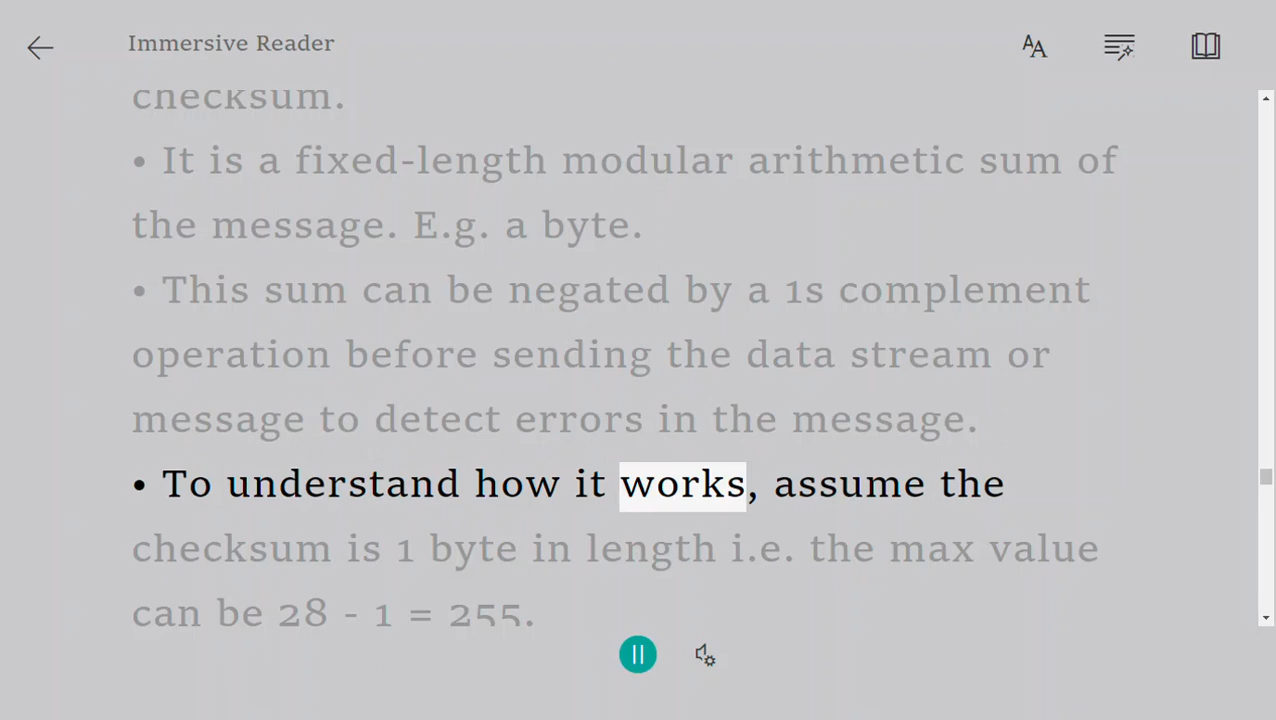 Immersive Reader
checksum.
• It is a fixed-length modular arithmetic sum of
the message. E.g. a byte.
• This sum can be negated by a 1s complement
operation before sending the data stream or
message to detect errors in the message.
• To understand how it works, assume the
checksum is 1 byte in length i.e. the max value
can be 28 - 1 = 255.